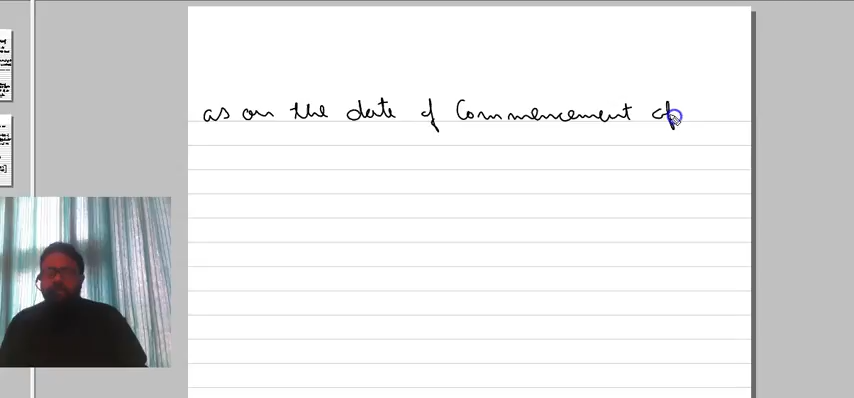 as on the date of Commencement of